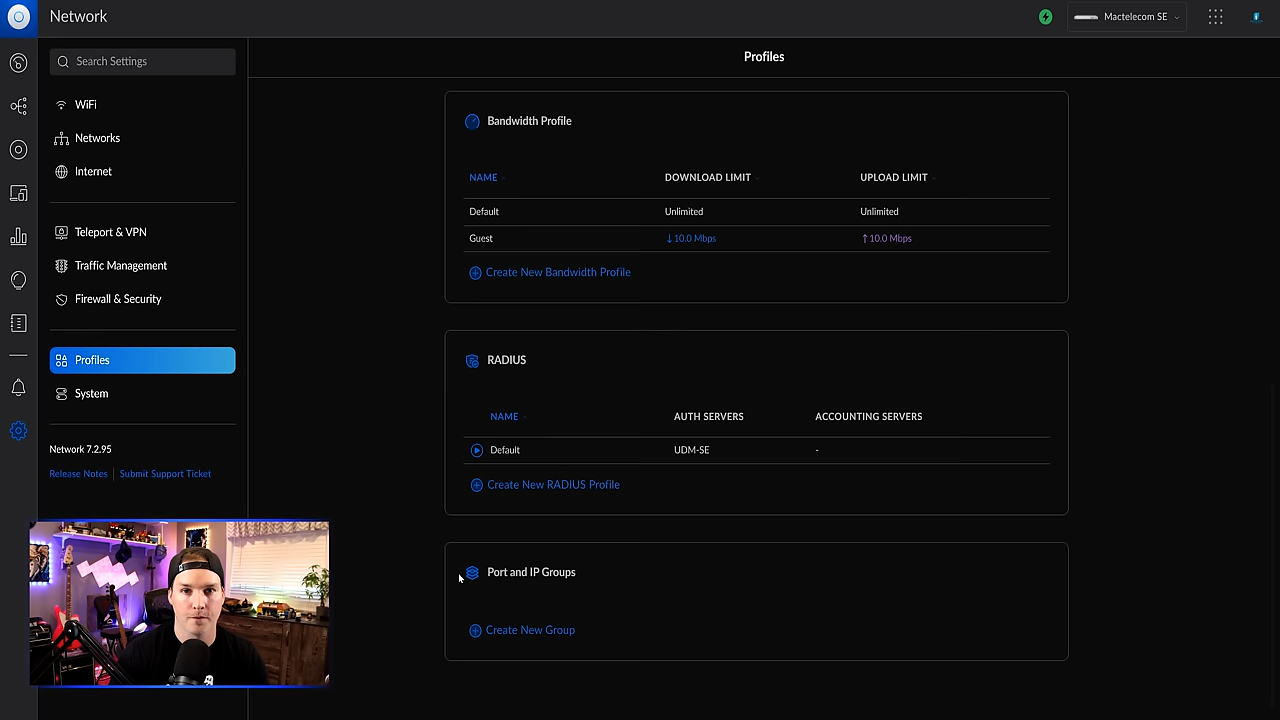 Network
Mactelecom SE
Search Settings
WiFi
Networks
Internet
Teleport & VPN
Traffic Management
Firewall & Security
Profiles
System
Network 7.2.95
Release Notes
Submit Support Ticket
Profiles
Bandwidth Profile
NAME DOWNLOAD LIMIT UPLOAD LIMIT
Default Unlimited Unlimited
Guest ↓10.0 Mbps ↑10.0 Mbps
Create New Bandwidth Profile
RADIUS
NAME AUTH SERVERS ACCOUNTING SERVERS
Default UDM-SE -
Create New RADIUS Profile
Port and IP Groups
Create New Group